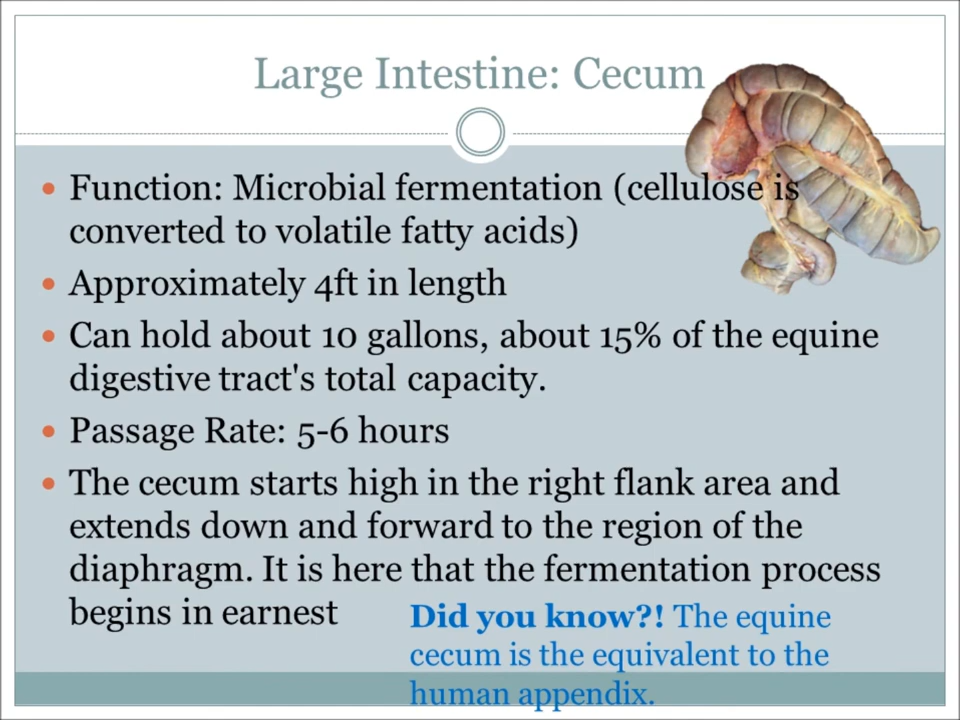 Large Intestine: Cecum
Function: Microbial fermentation (cellulose is
converted to volatile fatty acids)
Approximately 4ft in length
Can hold about 10 gallons, about 15% of the equine
digestive tract's total capacity.
Passage Rate: 5-6 hours
The cecum starts high in the right flank area and
extends down and forward to the region of the
diaphragm. It is here that the fermentation process
begins in earnest
Did you know?! The equine
cecum is the equivalent to the
human appendix.